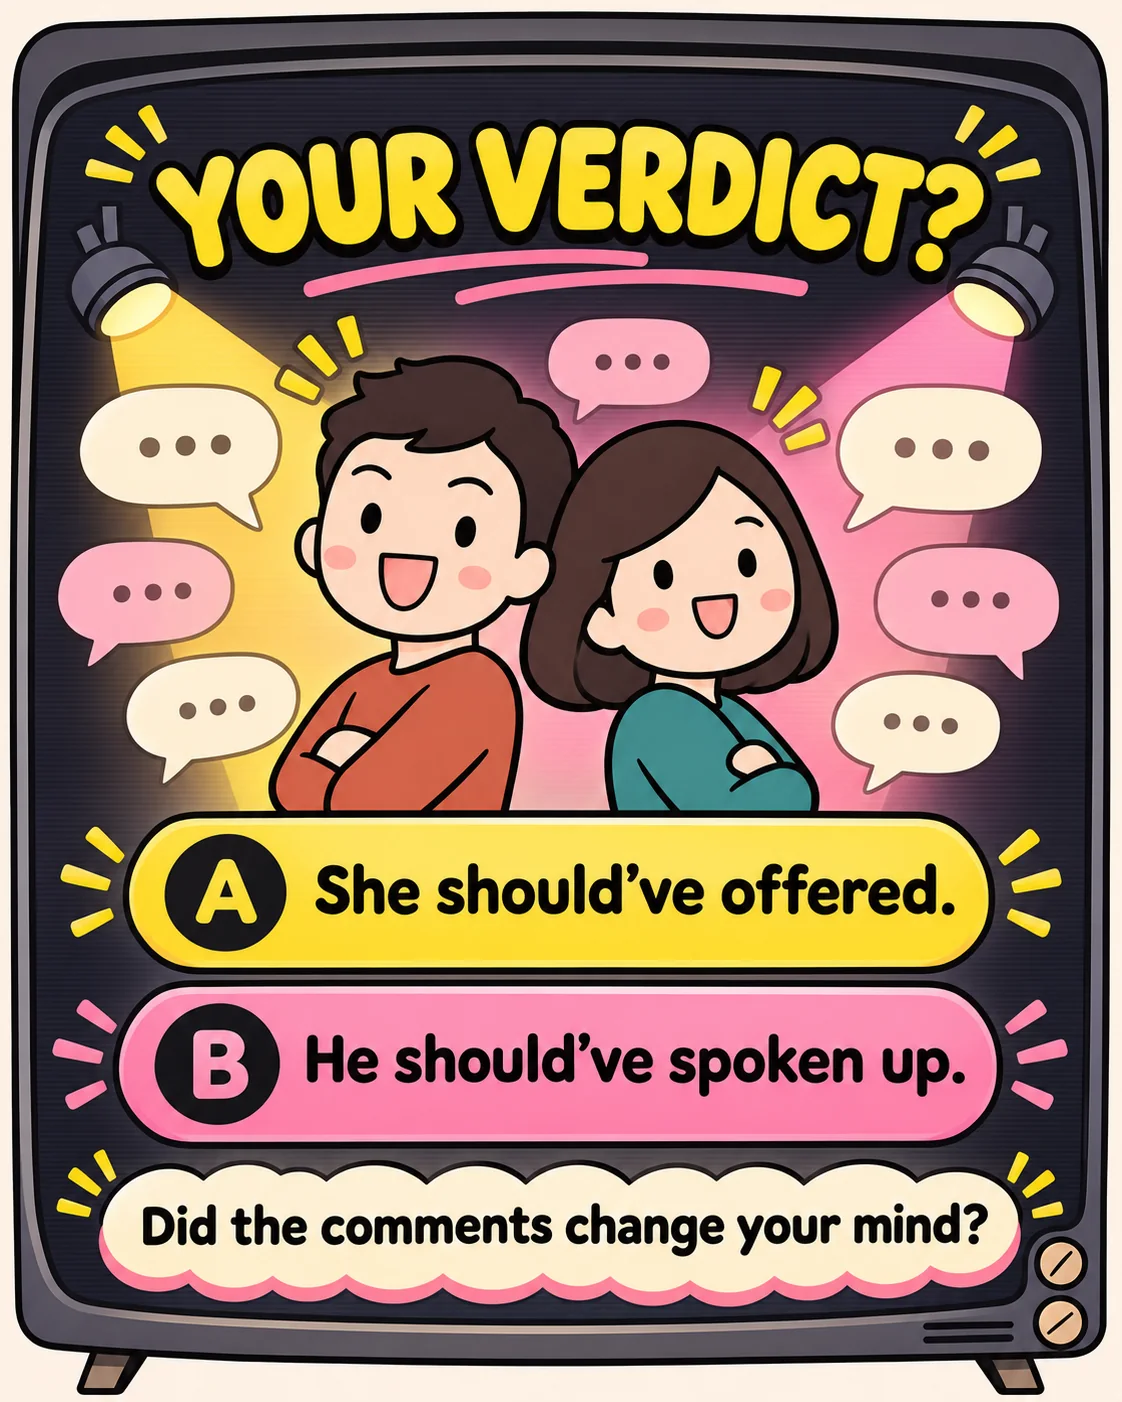 YOUR VERDICT?
A She should've offered.
B He should've spoken up.
Did the comments change your mind?